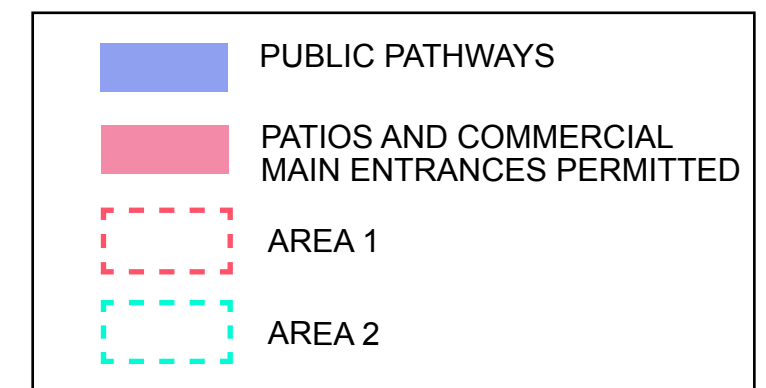 PUBLIC PATHWAYS
PATIOS AND COMMERCIAL
MAIN ENTRANCES PERMITTED
AREA 1
AREA 2